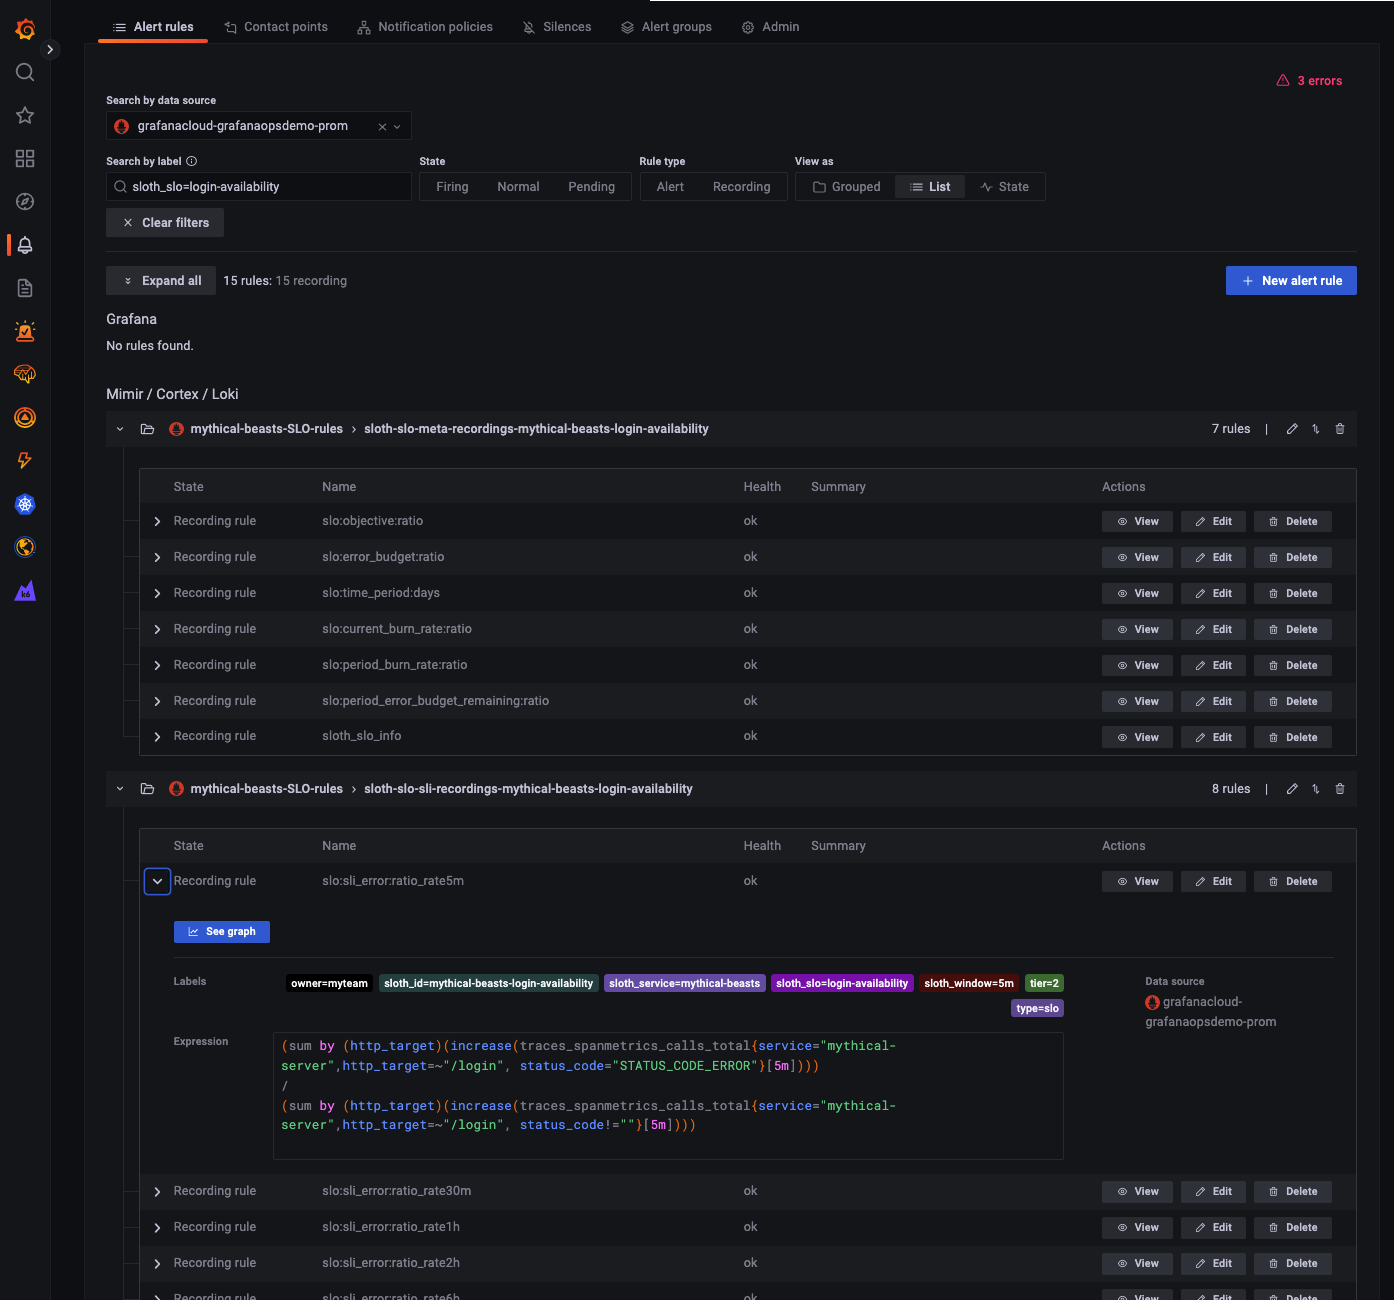 Alert rules Contact points Notification policies Silences Alert groups Admin
3 errors
Search by data source
grafanacloud-grafanaopsdemo-prom
Search by label State Rule type View as
sloth_slo=login-availability Firing Normal Pending Alert Recording Grouped List State
Clear filters
Expand all 15 rules: 15 recording New alert rule
Grafana
No rules found.
Mimir / Cortex / Loki
mythical-beasts-SLO-rules › sloth-slo-meta-recordings-mythical-beasts-login-availability 7 rules |
State Name Health Summary Actions
Recording rule slo:objective:ratio ok View Edit Delete
Recording rule slo:error_budget:ratio ok View Edit Delete
Recording rule slo:time_period:days ok View Edit Delete
Recording rule slo:current_burn_rate:ratio ok View Edit Delete
Recording rule slo:period_burn_rate:ratio ok View Edit Delete
Recording rule slo:period_error_budget_remaining:ratio ok View Edit Delete
Recording rule sloth_slo_info ok View Edit Delete
mythical-beasts-SLO-rules › sloth-slo-sli-recordings-mythical-beasts-login-availability 8 rules |
State Name Health Summary Actions
Recording rule slo:sli_error:ratio_rate5m ok View Edit Delete
See graph
Labels owner=myteam sloth_id=mythical-beasts-login-availability sloth_service=mythical-beasts sloth_slo=login-availability sloth_window=5m tier=2
type=slo
Data source
grafanacloud-
grafanaopsdemo-prom
Expression
(sum by (http_target)(increase(traces_spanmetrics_calls_total{service="mythical-
server",http_target=~"/login", status_code="STATUS_CODE_ERROR"}[5m])))
/
(sum by (http_target)(increase(traces_spanmetrics_calls_total{service="mythical-
server",http_target=~"/login", status_code!=""}[5m])))
Recording rule slo:sli_error:ratio_rate30m ok View Edit Delete
Recording rule slo:sli_error:ratio_rate1h ok View Edit Delete
Recording rule slo:sli_error:ratio_rate2h ok View Edit Delete
Recording rule slo:sli_error:ratio_rate6h ok View Edit Delete
k6